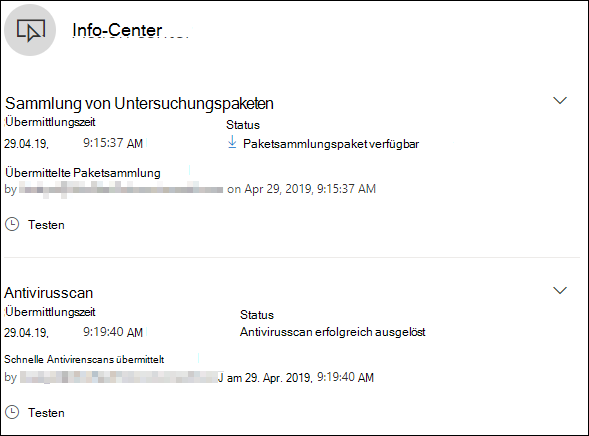 Info-Center
Sammlung von Untersuchungspaketen
Übermittlungszeit Status
29.04.19, 9:15:37 AM Paketsammlungspaket verfügbar
Übermittelte Paketsammlung
by on Apr 29, 2019, 9:15:37 AM
Testen
Antivirusscan
Übermittlungszeit Status
29.04.19, 9:19:40 AM Antivirusscan erfolgreich ausgelöst
Schnelle Antivirenscans übermittelt
by am 29. Apr. 2019, 9:19:40 AM
Testen